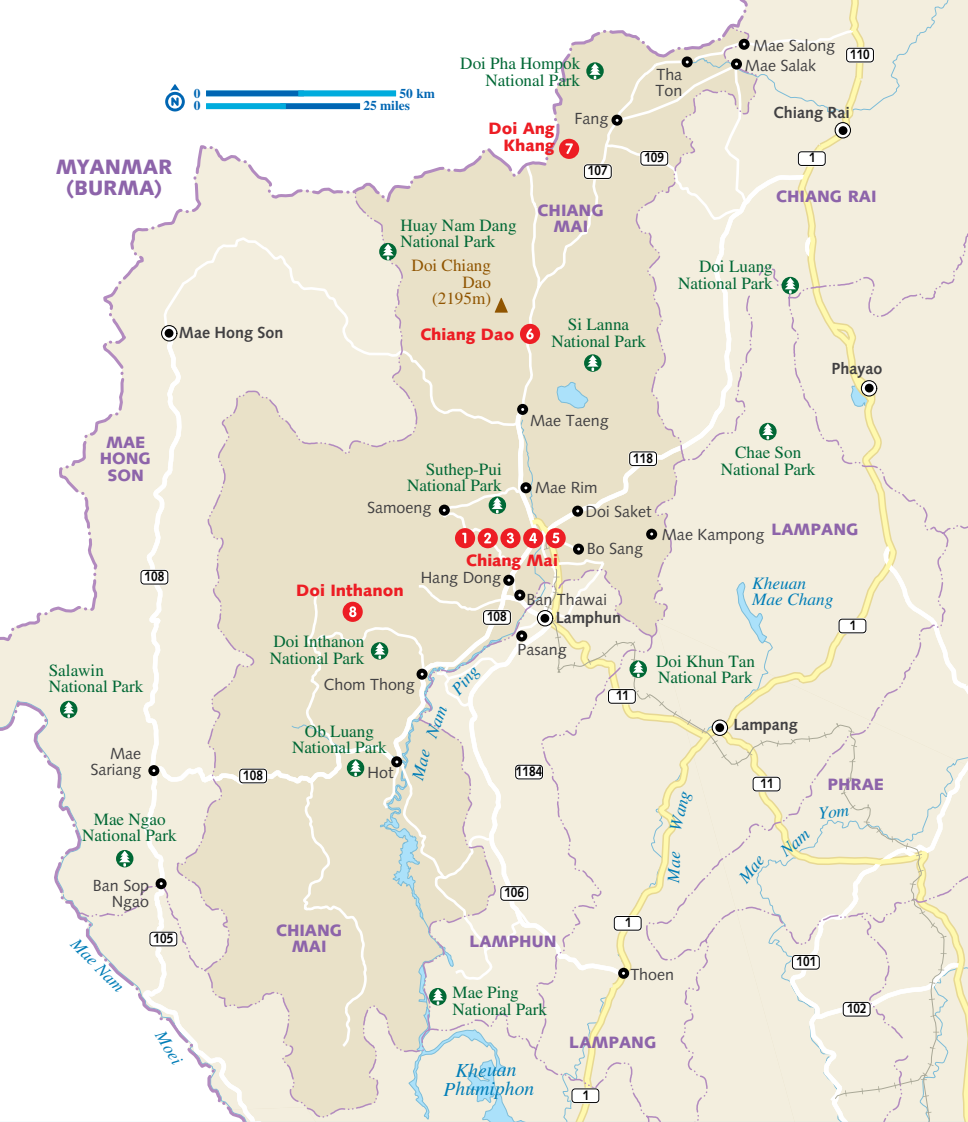 Mae Salong
110
Doi Pha Hompok
National Park
Mae Salak
Tha
Ton
N
0
50 km
0
25 miles
Chiang Rai
Fang
Doi Ang
Khang
7
109
1
107
MYANMAR
(BURMA)
CHIANG RAI
CHIANG
MAI
Huay Nam Dang
National Park
Doi Chiang
Dao
(2195m)
Doi Luang
National Park
Mae Hong Son
Chiang Dao
6
Si Lanna
National Park
Phayao
Mae Taeng
MAE
HONG
SON
118
Chae Son
National Park
Suthep-Pui
National Park
Mae Rim
Samoeng
Doi Saket
LAMPANG
1
2
3
4
5
Mae Kampong
Bo Sang
Chiang Mai
108
Hang Dong
Doi Inthanon
8
Ban Thawai
Kheuan
Mae Chang
108
Lamphun
1
Doi Inthanon
National Park
Pasang
Salawin
National Park
Doi Khun Tan
National Park
Chom Thong
11
Mae Nam Ping
Lampang
Ob Luang
National Park
Mae
Sariang
108
Hot
1184
11
PHRAE
Mae Wang
Mae Nam Yom
Mae Ngao
National Park
Ban Sop
Ngao
106
1
CHIANG
MAI
105
LAMPHUN
Mae Nam
Moei
101
Thoen
Mae Ping
National Park
102
LAMPANG
Kheuan
Phumiphon
1